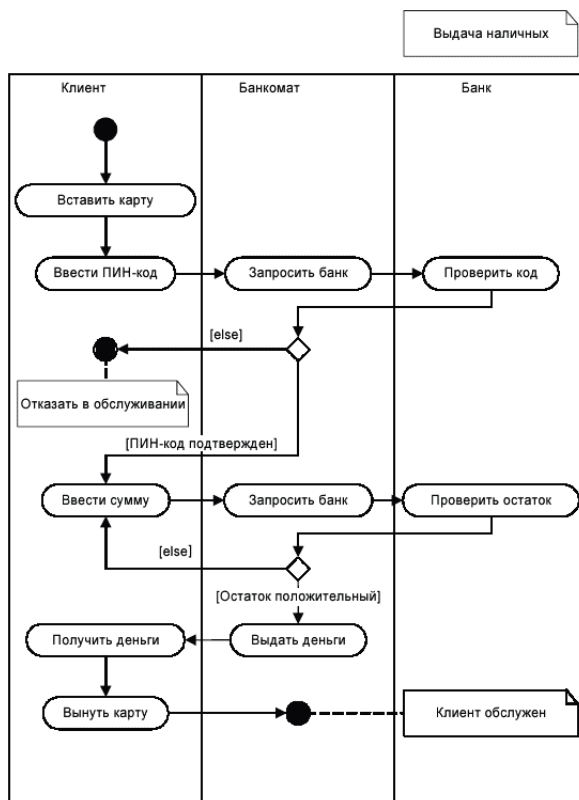 Выдача наличных
Клиент
Банкомат
Банк
Вставить карту
Ввести ПИН-код
Запросить банк
Проверить код
[else]
Отказать в обслуживании
[ПИН-код подтвержден]
Ввести сумму
Запросить банк
Проверить остаток
[else]
[Остаток положительный]
Получить деньги
Выдать деньги
Вынуть карту
Клиент обслужен